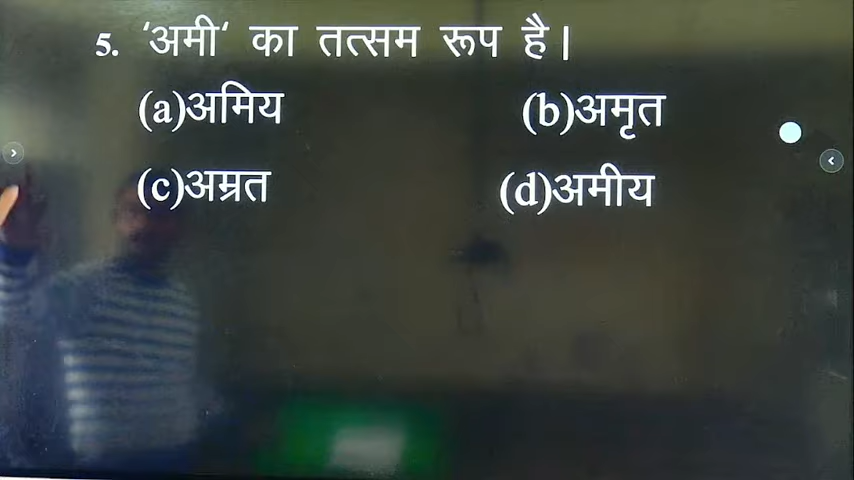 5. 'अमी' का तत्सम रूप है|
(a)अमिय (b)अमृत
(c)अम्रत (d)अमीय